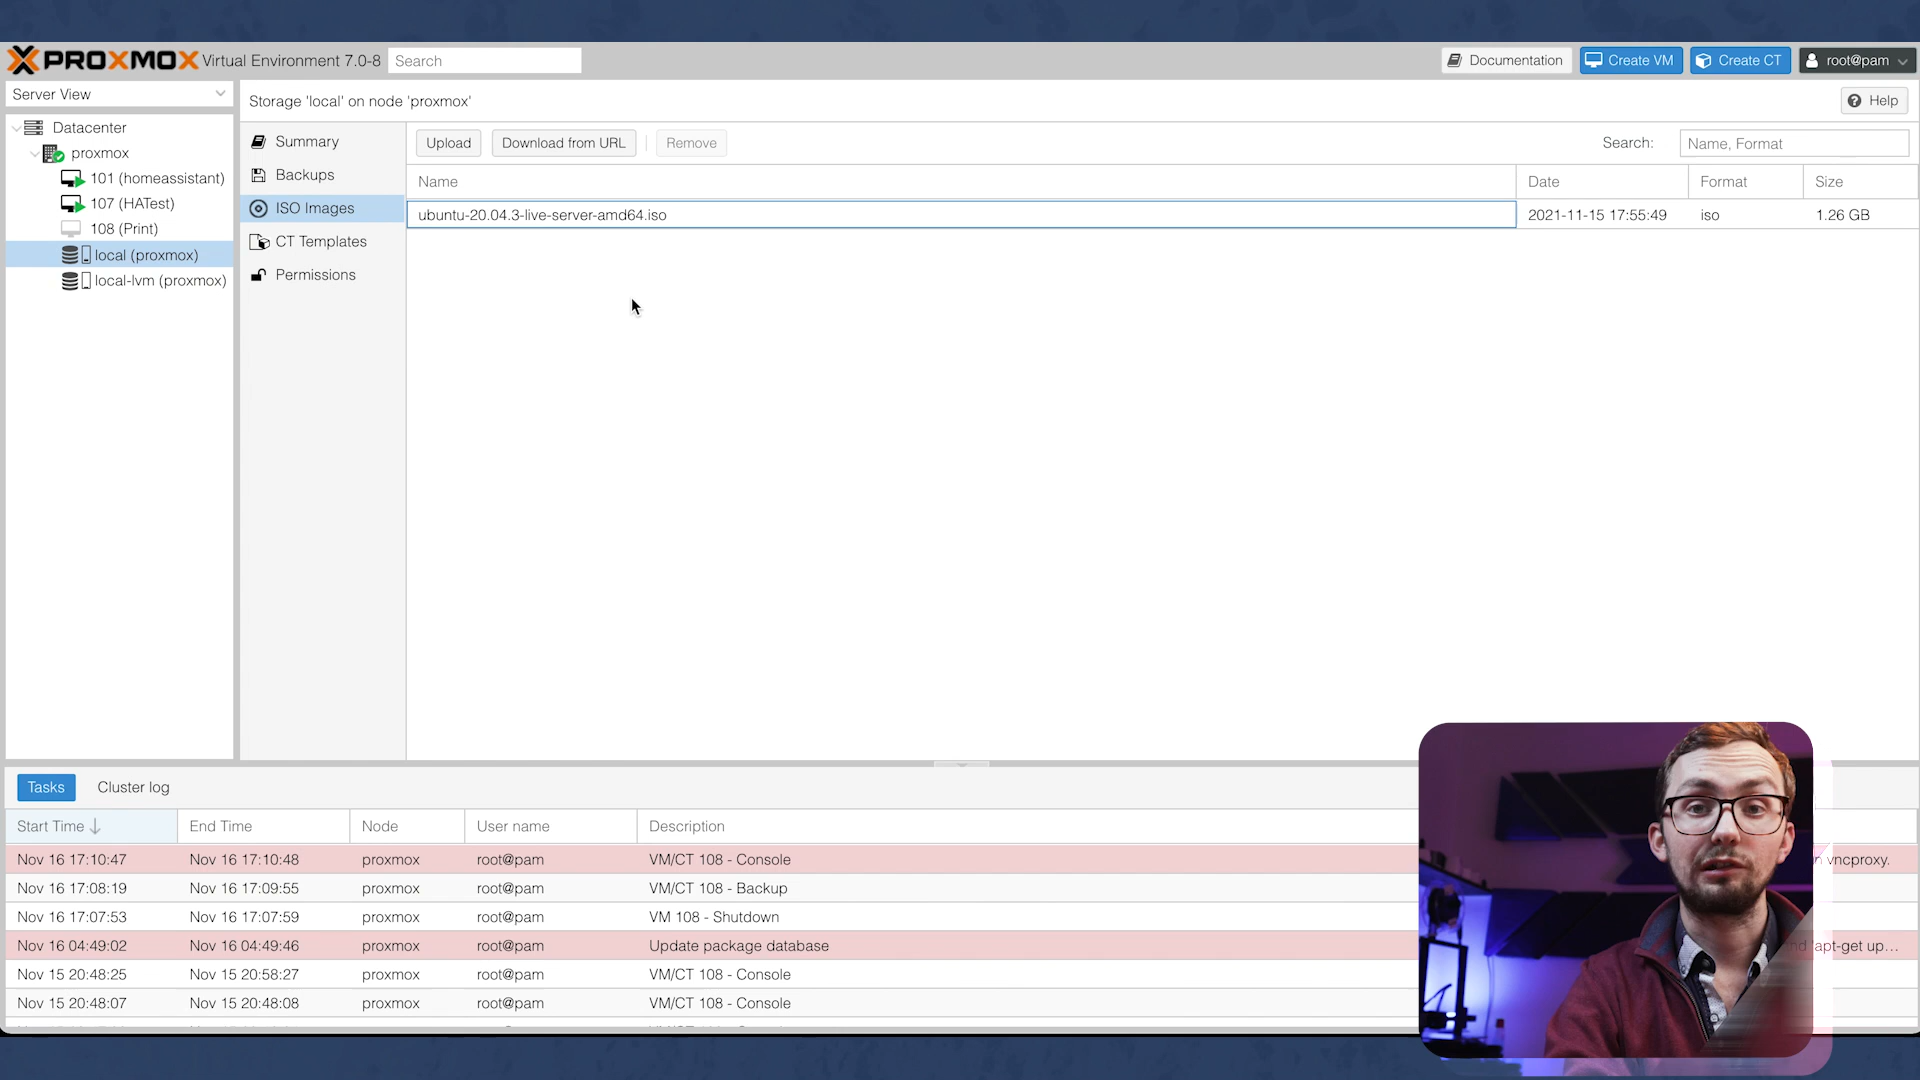 PROXMOX Virtual Environment 7.0-8 Search Documentation Create VM Create CT root@pam
Server View
Storage 'local' on node 'proxmox' Help
Datacenter
proxmox
101 (homeassistant)
107 (HATest)
108 (Print)
local (proxmox)
local-lvm (proxmox)
Summary
Backups
ISO Images
CT Templates
Permissions
Upload Download from URL Remove Search: Name, Format
Name Date Format Size
ubuntu-20.04.3-live-server-amd64.iso 2021-11-15 17:55:49 iso 1.26 GB
Tasks Cluster log
Start Time End Time Node User name Description
Nov 16 17:10:47 Nov 16 17:10:48 proxmox root@pam VM/CT 108 - Console vncproxy.
Nov 16 17:08:19 Nov 16 17:09:55 proxmox root@pam VM/CT 108 - Backup
Nov 16 17:07:53 Nov 16 17:07:59 proxmox root@pam VM 108 - Shutdown
Nov 16 04:49:02 Nov 16 04:49:46 proxmox root@pam Update package database 'apt-get up...
Nov 15 20:48:25 Nov 15 20:58:27 proxmox root@pam VM/CT 108 - Console
Nov 15 20:48:07 Nov 15 20:48:08 proxmox root@pam VM/CT 108 - Console